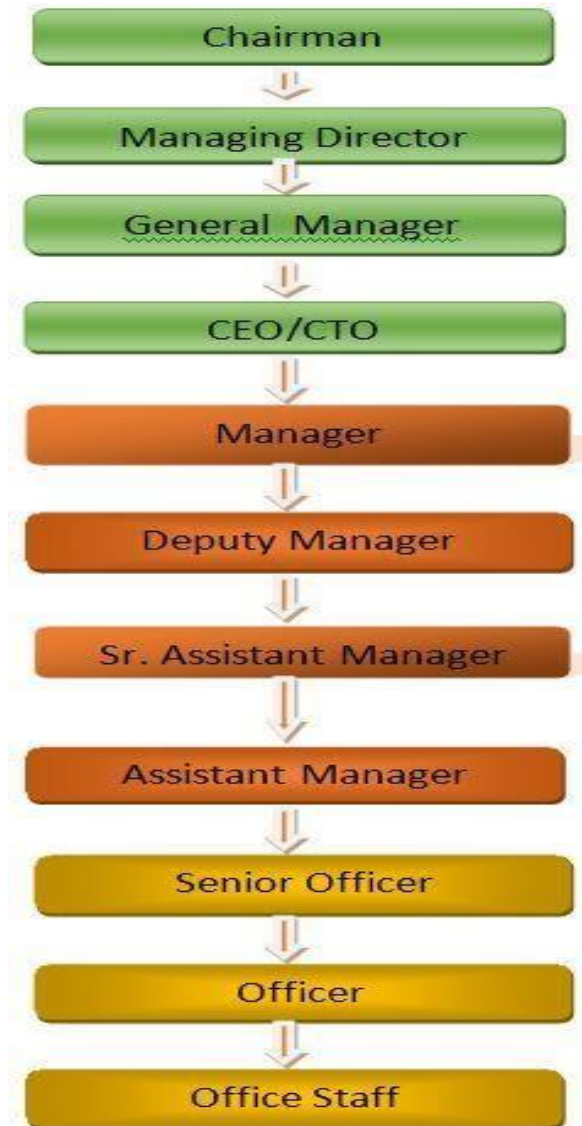 Chairman
Managing Director
General Manager
CEO/CTO
Manager
Deputy Manager
Sr. Assistant Manager
Assistant Manager
Senior Officer
Officer
Office Staff